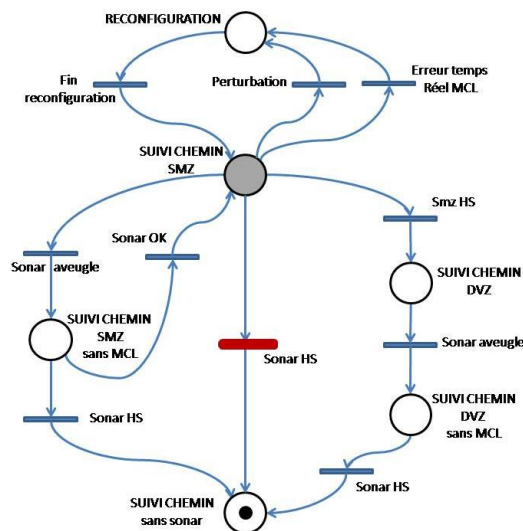 RECONFIGURATION
Fin
reconfiguration
Perturbation
Erreur temps
Réel MCL
SUIVI CHEMIN
SMZ
Smz HS
Sonar OK
Sonar aveugle
SUIVI CHEMIN
DVZ
SUIVI CHEMIN
SMZ
sans MCL
Sonar HS
Sonar aveugle
SUIVI CHEMIN
DVZ
sans MCL
Sonar HS
Sonar HS
SUIVI CHEMIN
sans sonar